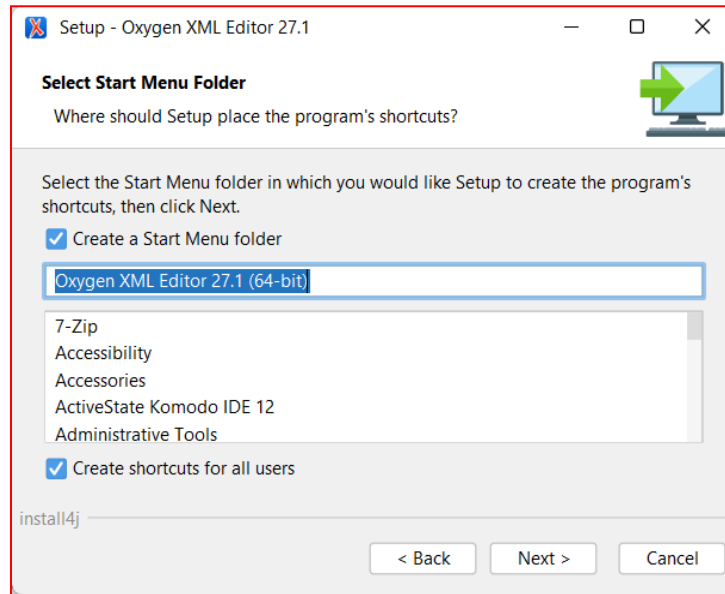 Setup - Oxygen XML Editor 27.1
Select Start Menu Folder
Where should Setup place the program's shortcuts?
Select the Start Menu folder in which you would like Setup to create the program's
shortcuts, then click Next.
Create a Start Menu folder
Oxygen XML Editor 27.1 (64-bit)
7-Zip
Accessibility
Accessories
ActiveState Komodo IDE 12
Administrative Tools
Create shortcuts for all users
install4j
< Back Next > Cancel